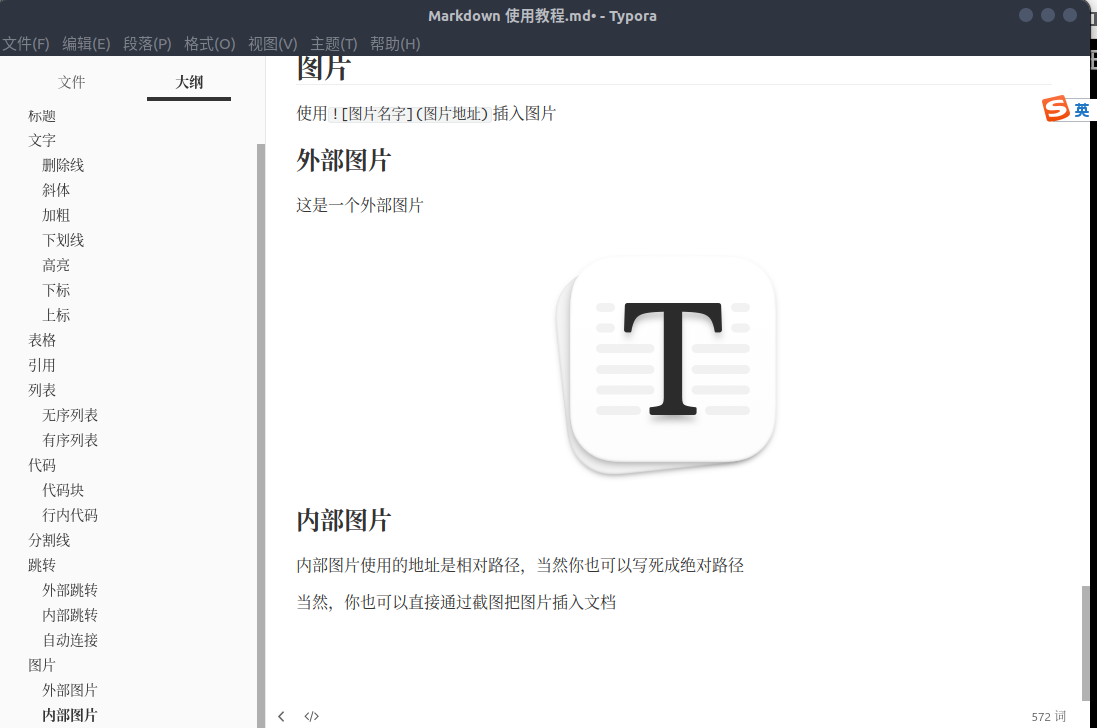 Markdown 使用教程.md• - Typora
文件(F) 编辑(E) 段落(P) 格式(O) 视图(V) 主题(T) 帮助(H)
文件 大纲
标题
文字
删除线
斜体
加粗
下划线
高亮
下标
上标
表格
引用
列表
无序列表
有序列表
代码
代码块
行内代码
分割线
跳转
外部跳转
内部跳转
自动连接
图片
外部图片
内部图片
图片
使用![图片名字](图片地址)插入图片
外部图片
这是一个外部图片
T
内部图片
内部图片使用的地址是相对路径，当然你也可以写死成绝对路径
当然，你也可以直接通过截图把图片插入文档
</> 572 词
S 英